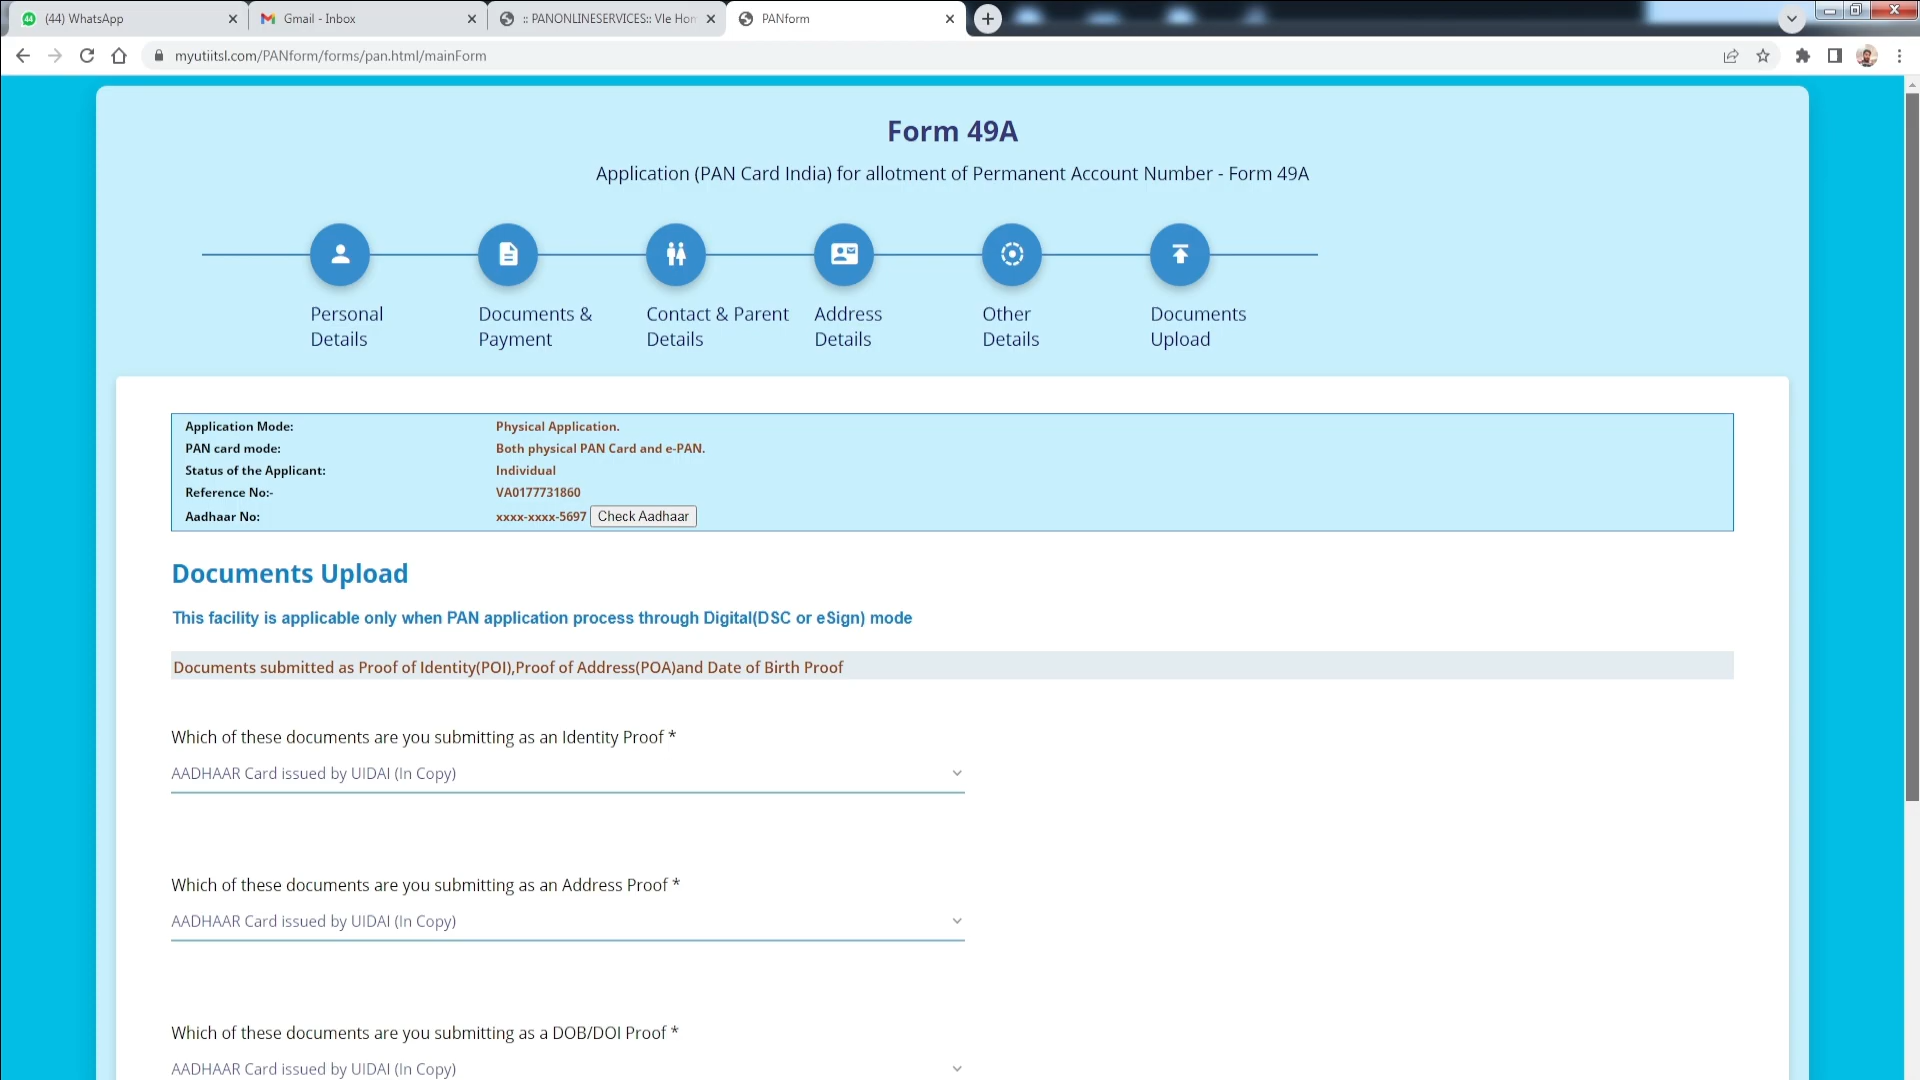 (44) WhatsApp
Gmail - Inbox
:: PANONLINESERVICES:: Vle Hom
PANform
myutiitsl.com/PANform/forms/pan.html/mainForm
Form 49A
Application (PAN Card India) for allotment of Permanent Account Number - Form 49A
Personal Details
Documents & Payment
Contact & Parent Details
Address Details
Other Details
Documents Upload
Application Mode: Physical Application.
PAN card mode: Both physical PAN Card and e-PAN.
Status of the Applicant: Individual
Reference No:- VA0177731860
Aadhaar No: xxxx-xxxx-5697 Check Aadhaar
Documents Upload
This facility is applicable only when PAN application process through Digital(DSC or eSign) mode
Documents submitted as Proof of Identity(POI),Proof of Address(POA)and Date of Birth Proof
Which of these documents are you submitting as an Identity Proof *
AADHAAR Card issued by UIDAI (In Copy)
Which of these documents are you submitting as an Address Proof *
AADHAAR Card issued by UIDAI (In Copy)
Which of these documents are you submitting as a DOB/DOI Proof *
AADHAAR Card issued by UIDAI (In Copy)